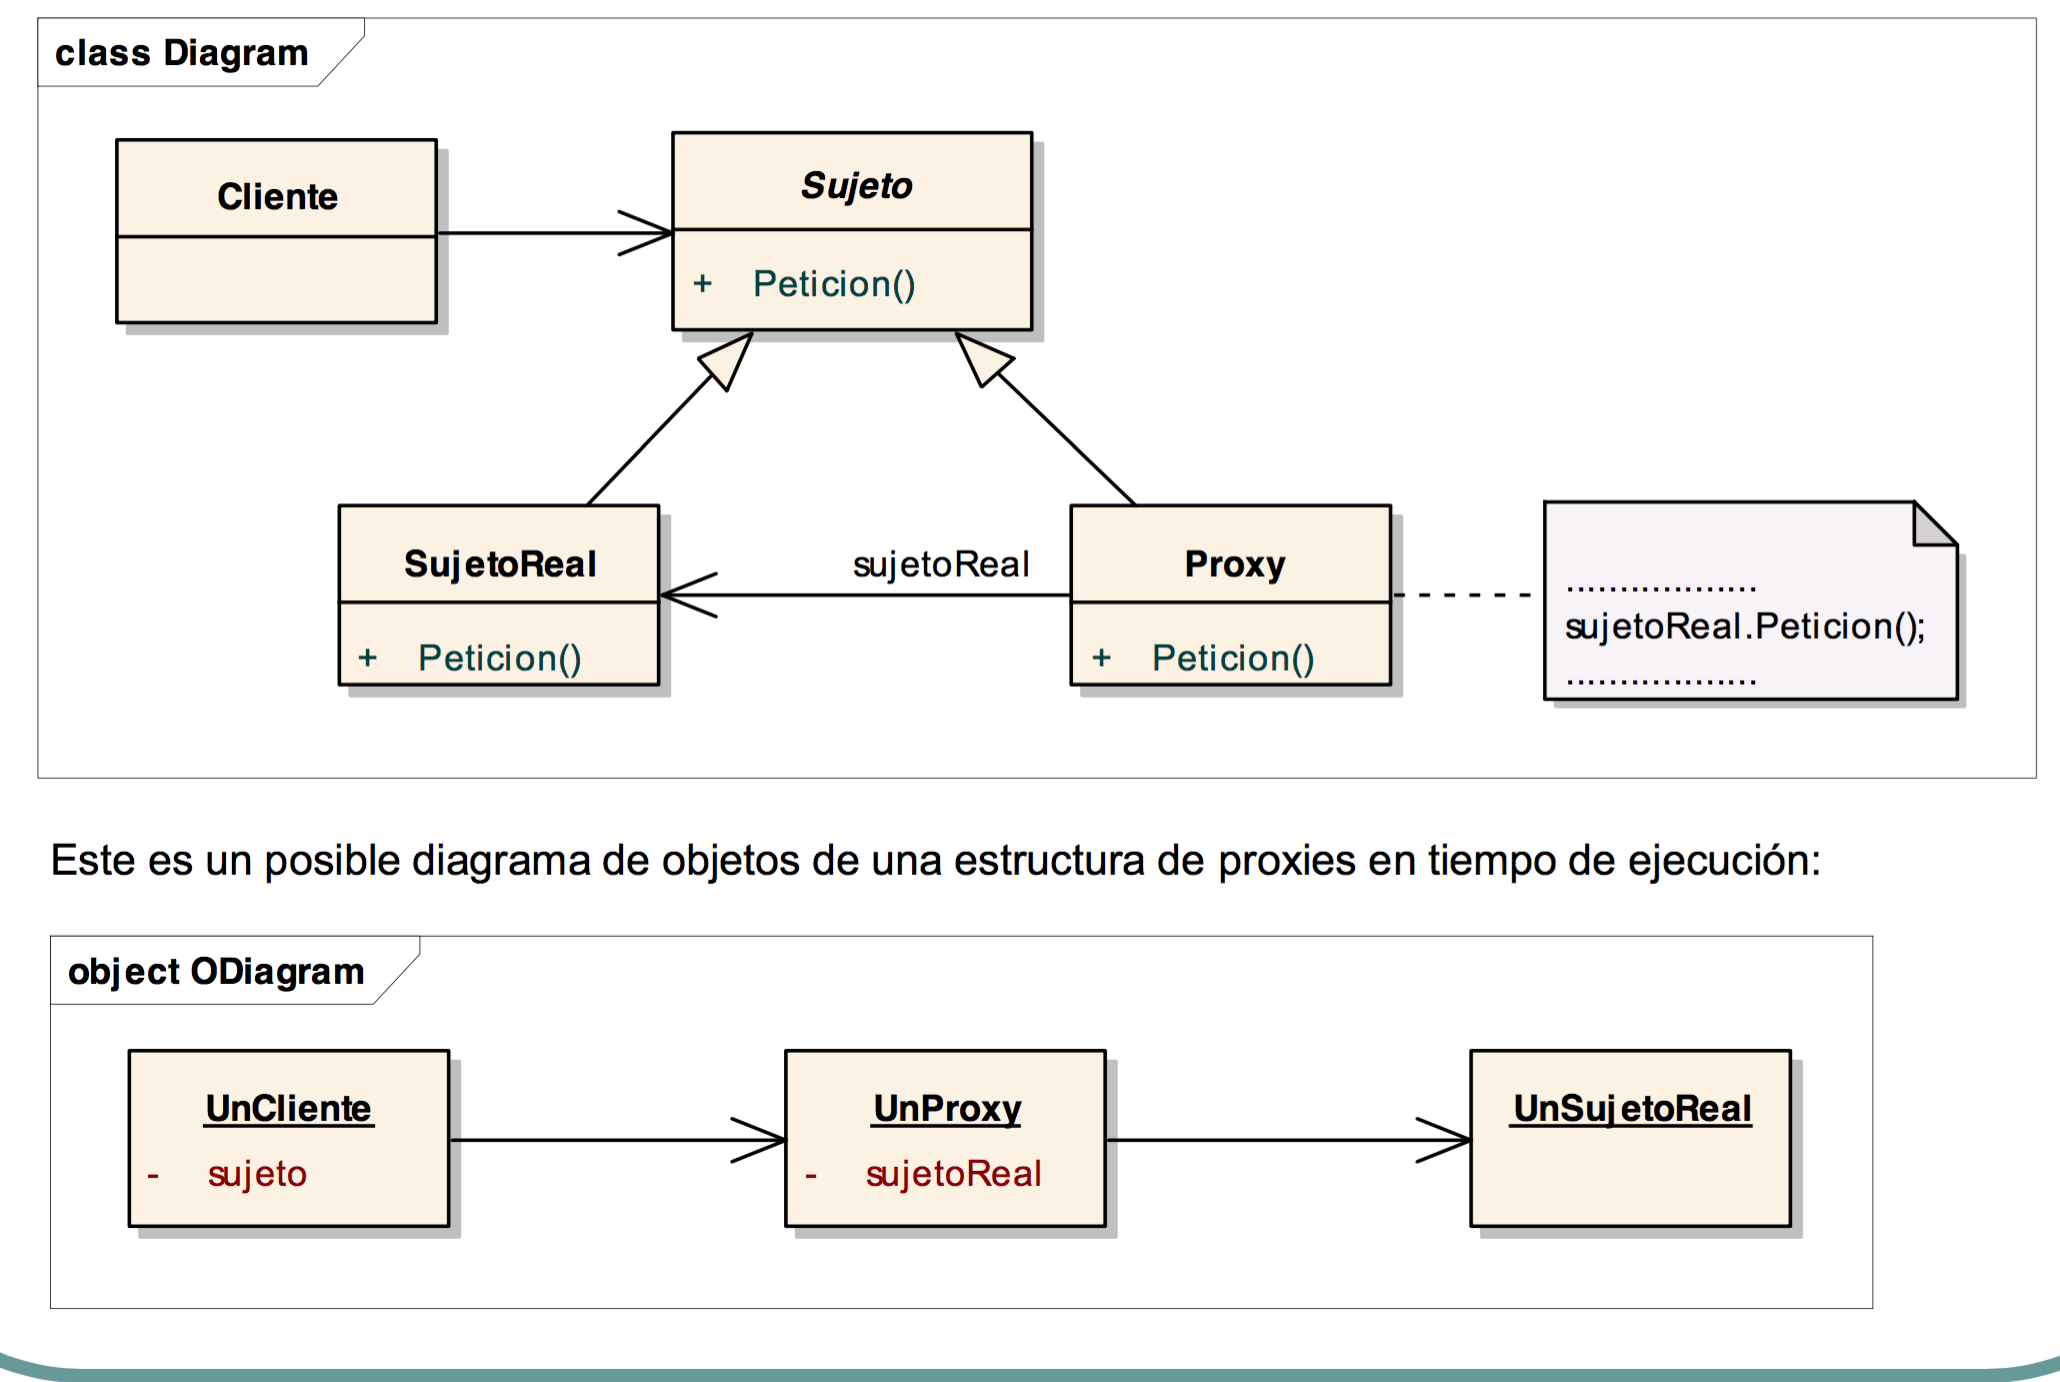 class Diagram
Cliente
Sujeto
+ Peticion()
SujetoReal
+ Peticion()
sujetoReal
Proxy
+ Peticion()
..................
sujetoReal.Peticion();
..................
Este es un posible diagrama de objetos de una estructura de proxies en tiempo de ejecución:
object ODiagram
UnCliente
- sujeto
UnProxy
- sujetoReal
UnSujetoReal